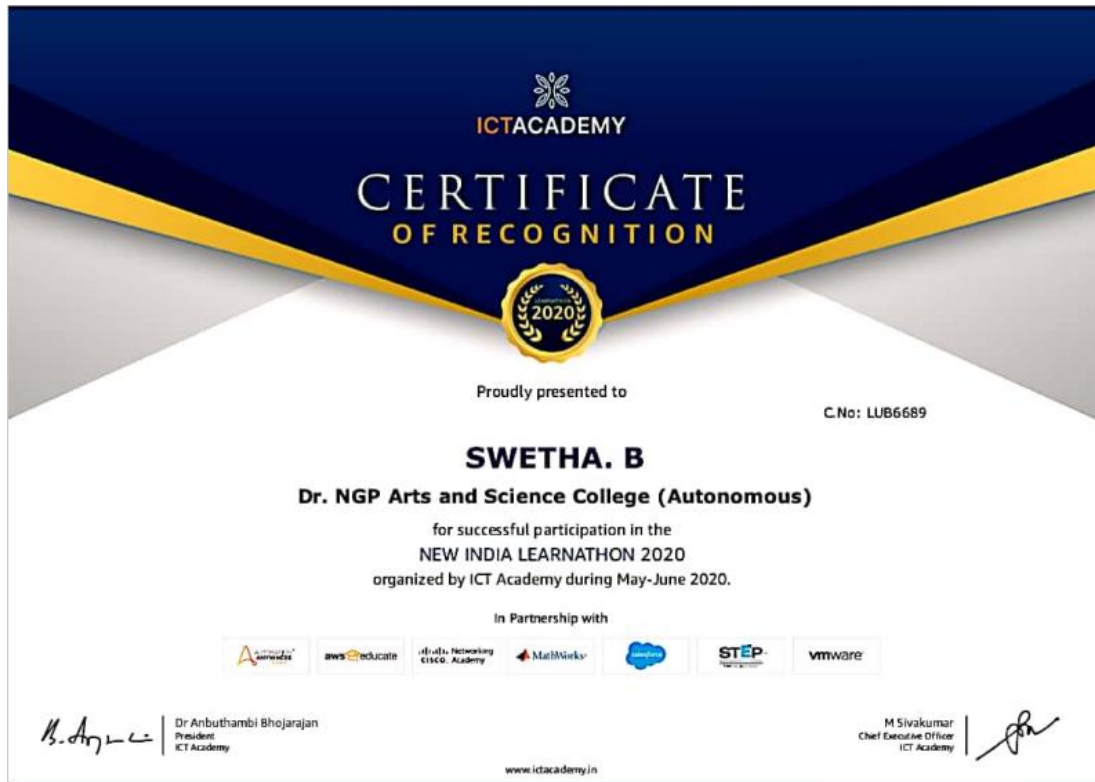 ICTACADEMY
CERTIFICATE
OF RECOGNITION
LEARNATHON
2020
Proudly presented to
C.No: LUB6689
SWETHA. B
Dr. NGP Arts and Science College (Autonomous)
for successful participation in the
NEW INDIA LEARNATHON 2020
organized by ICT Academy during May-June 2020.
In Partnership with
AUTOMATION ANYWHERE
aws educate
CISCO. Networking Academy
MathWorks
salesforce
STEP
vmware
Dr Anbuthambi Bhojarajan
President
ICT Academy
M Sivakumar
Chief Executive Officer
ICT Academy
www.ictacademy.in